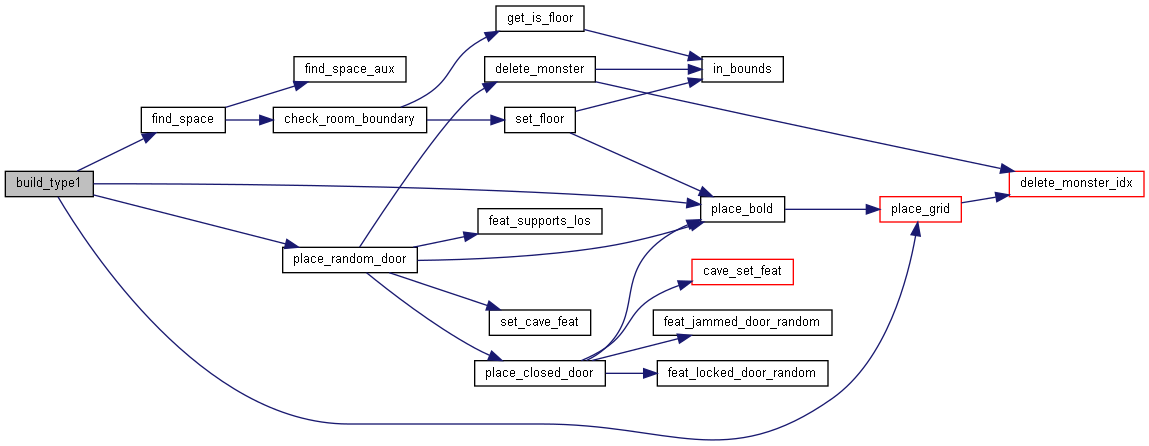 get_is_floor
find_space_aux
delete_monster
in_bounds
find_space
check_room_boundary
set_floor
build_type1
delete_monster_idx
place_bold
place_grid
feat_supports_los
place_random_door
cave_set_feat
set_cave_feat
feat_jammed_door_random
place_closed_door
feat_locked_door_random